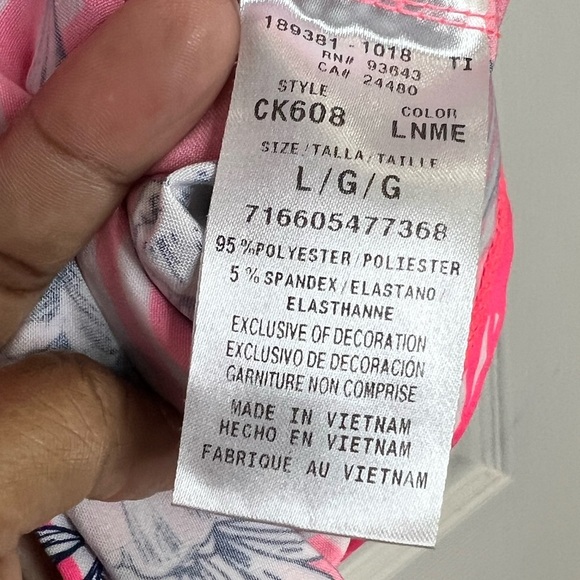 189381-1018 TI
RN# 93643
CA# 24480
STYLE COLOR
CK608 LNME
SIZE/TALLA/TAILLE
L/G/G
716605477368
95%POLYESTER/POLIESTER
5%SPANDEX/ELASTANO/
ELASTHANNE
EXCLUSIVE OF DECORATION
EXCLUSIVO DE DECORACIÓN
GARNITURE NON COMPRISE
MADE IN VIETNAM
HECHO EN VIETNAM
FABRIQUE AU VIETNAM